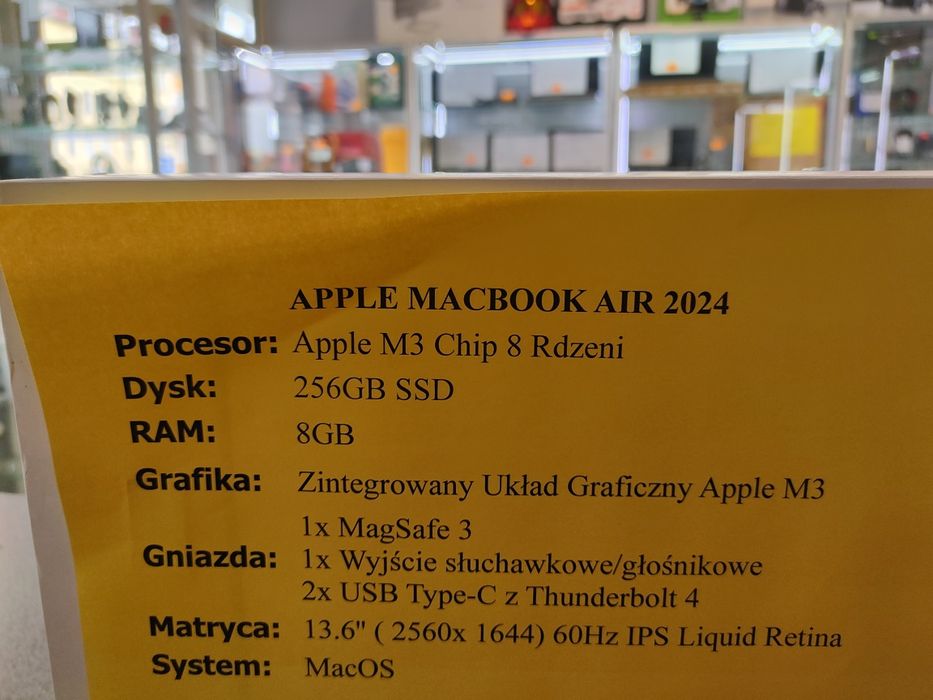 APPLE MACBOOK AIR 2024
Procesor: Apple M3 Chip 8 Rdzeni
Dysk: 256GB SSD
RAM: 8GB
Grafika: Zintegrowany Układ Graficzny Apple M3
1x MagSafe 3
Gniazda: 1x Wyjście słuchawkowe/głośnikowe
2x USB Type-C z Thunderbolt 4
Matryca: 13.6" ( 2560x 1644) 60Hz IPS Liquid Retina
System: MacOS